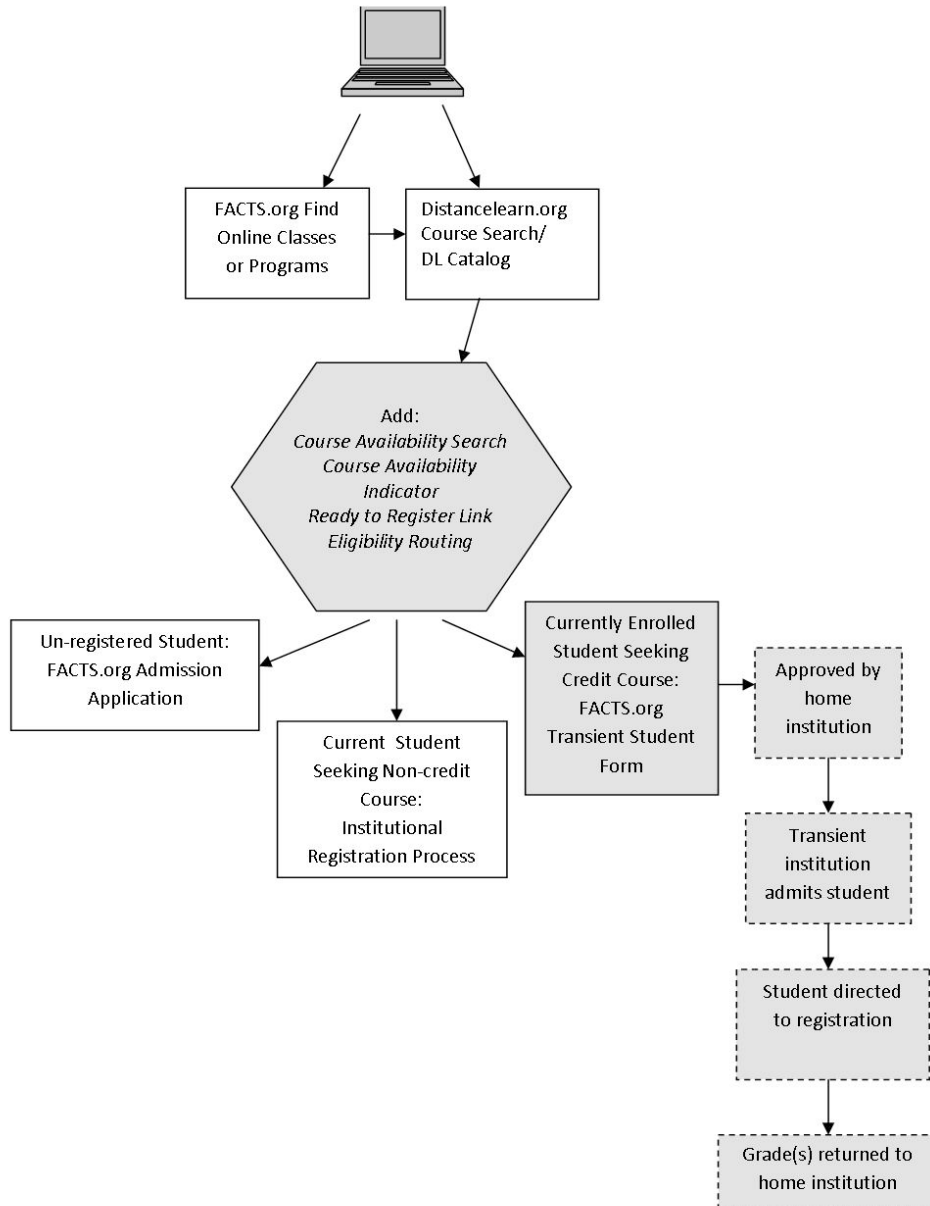 FACTS.org Find
Online Classes
or Programs
Distancelearn.org
Course Search/
DL Catalog
Add:
Course Availability Search
Course Availability
Indicator
Ready to Register Link
Eligibility Routing
Un-registered Student:
FACTS.org Admission
Application
Current  Student
Seeking Non-credit
Course:
Institutional
Registration Process
Currently Enrolled
Student Seeking
Credit Course:
FACTS.org
Transient Student
Form
Approved by
home
institution
Transient
institution
admits student
Student directed
to registration
Grade(s) returned to
home institution